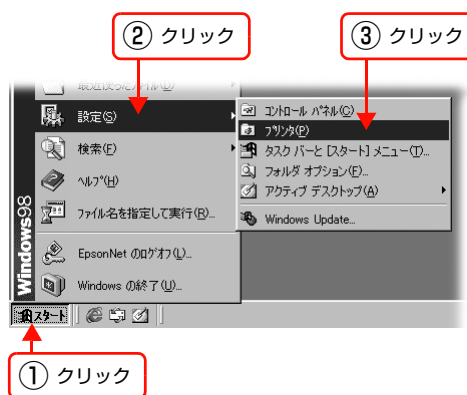 ② クリック
③ クリック
最近使ったファイル(D)
設定(S)
検索(F)
ヘルプ(H)
ファイル名を指定して実行(R)...
EpsonNet のログオフ(L)...
Windows の終了(U)...
Windows98
コントロール パネル(C)
プリンタ(P)
タスク バーと [スタート] メニュー(T)...
フォルダ オプション(F)...
アクティブ デスクトップ(A)
Windows Update...
スタート
① クリック